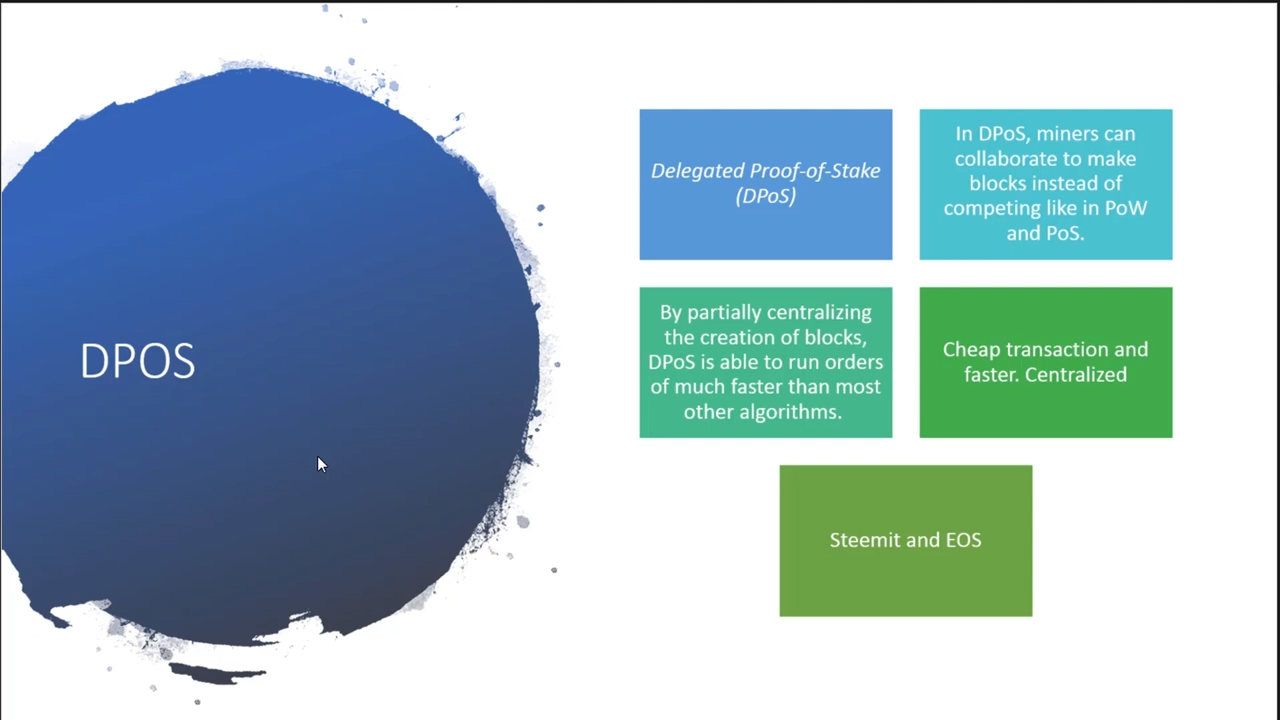 DPOS
Delegated Proof-of-Stake
(DPoS)
In DPoS, miners can
collaborate to make
blocks instead of
competing like in PoW
and PoS.
By partially centralizing
the creation of blocks,
DPoS is able to run orders
of much faster than most
other algorithms.
Cheap transaction and
faster. Centralized
Steemit and EOS